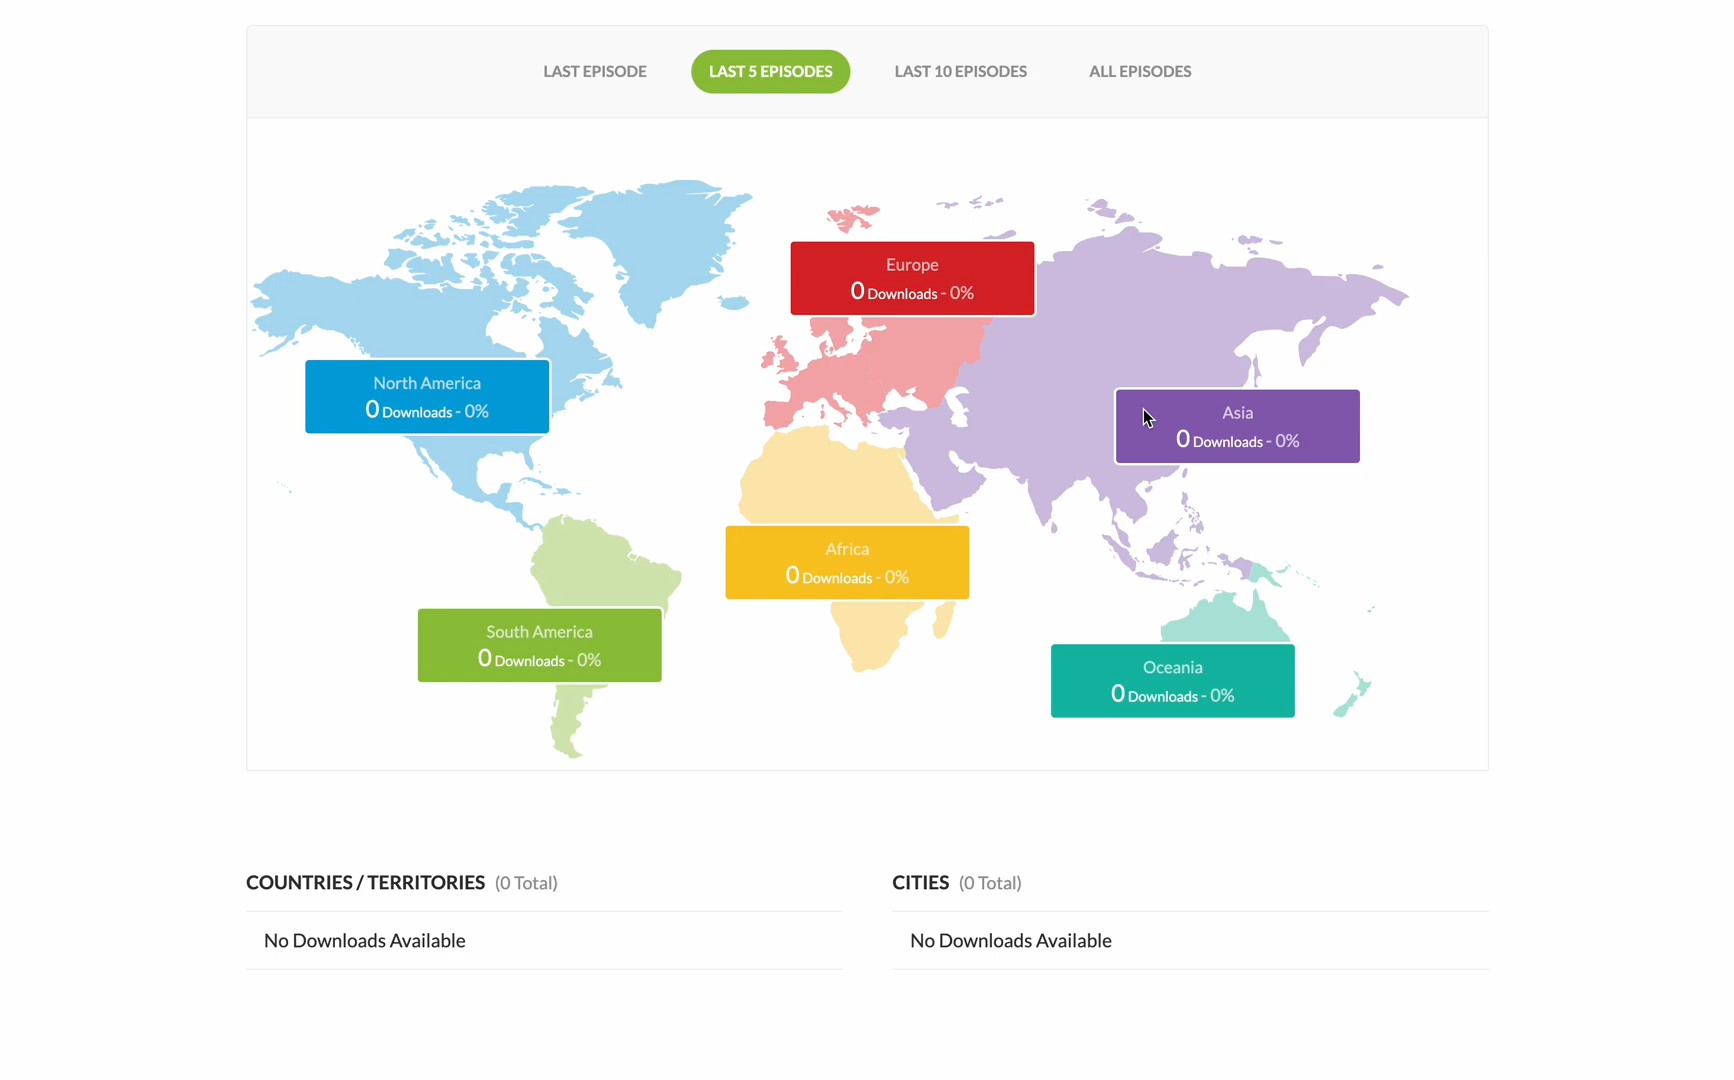 LAST EPISODE
LAST 5 EPISODES
LAST 10 EPISODES
ALL EPISODES
Europe
0 Downloads - 0%
North America
0 Downloads - 0%
Asia
0 Downloads - 0%
Africa
0 Downloads - 0%
South America
0 Downloads - 0%
Oceania
0 Downloads - 0%
COUNTRIES / TERRITORIES (0 Total)
No Downloads Available
CITIES (0 Total)
No Downloads Available